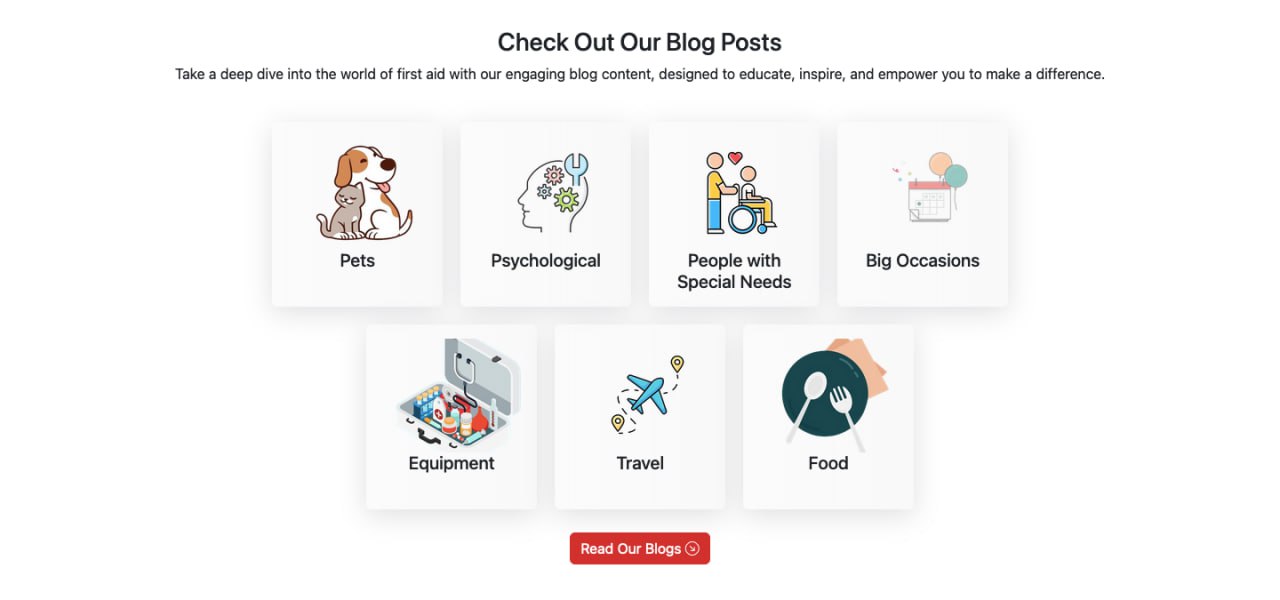 Check Out Our Blog Posts
Take a deep dive into the world of first aid with our engaging blog content, designed to educate, inspire, and empower you to make a difference.
Pets
Psychological
People with
Special Needs
Big Occasions
Equipment
Travel
Food
Read Our Blogs